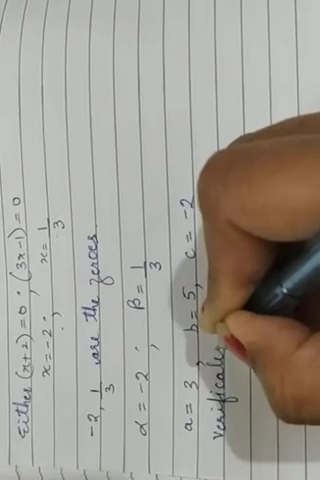 Either (x+2)=0 ; (3x-1)=0
x=-2 ; x=1/3
-2, 1/3 are the zeroes.
α=-2 , β=1/3
a=3 , b=5, c=-2